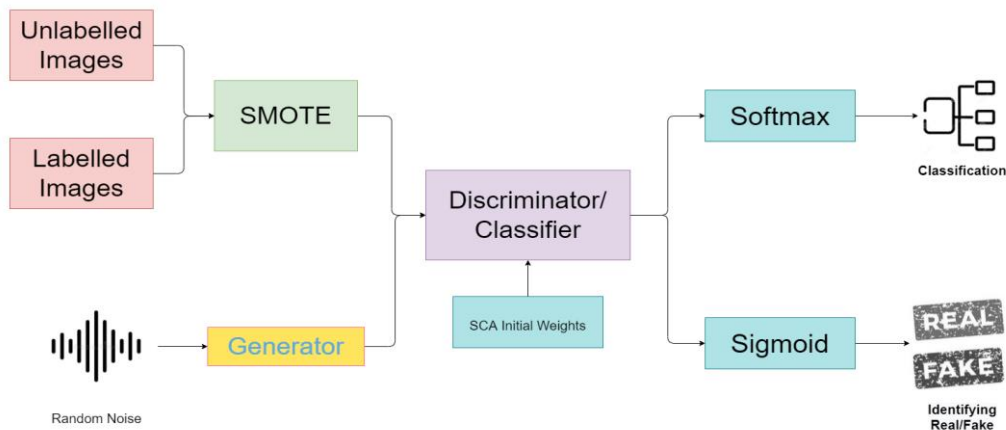 Unlabelled
Images
SMOTE
Labelled
Images
Discriminator/
Classifier
SCA Initial Weights
Softmax
Classification
Random Noise
Generator
Sigmoid
REAL
FAKE
Identifying
Real/Fake